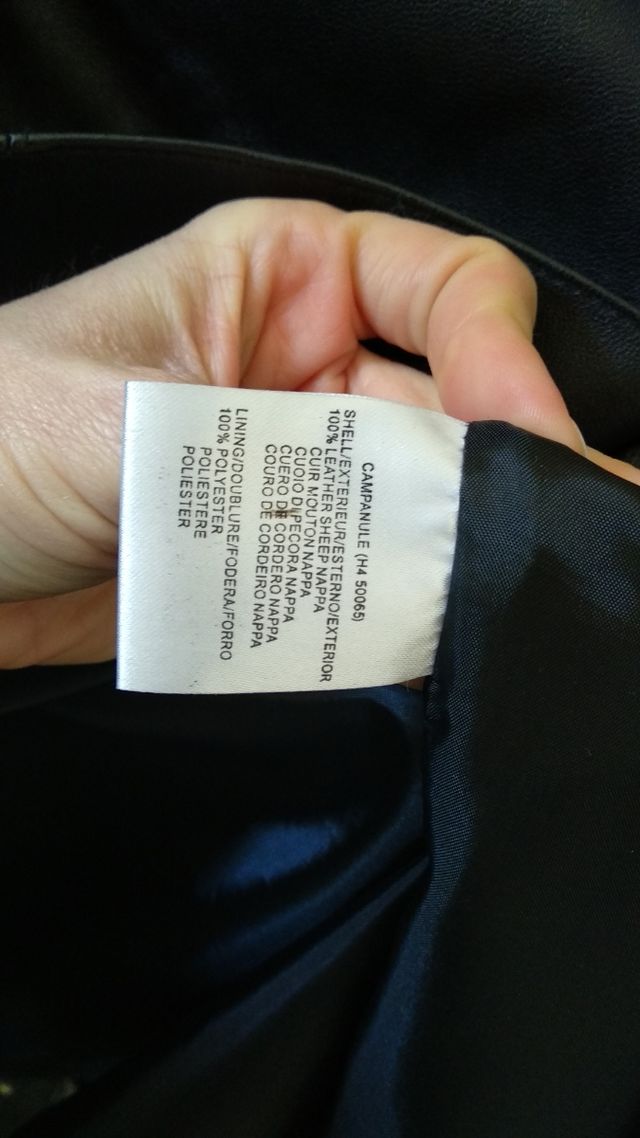 CAMPANULE (H4 50065)
SHELL/EXTERIEUR/ESTERNO/EXTERIOR
100% LEATHER SHEEP NAPPA
CUIR MOUTON NAPPA
CUOIO DI PECORA NAPPA
CUERO DE CORDERO NAPPA
COURO DE CORDEIRO NAPPA
LINING/DOUBLURE/FODERA/FORRO
100% POLYESTER
POLIESTERE
POLIESTER